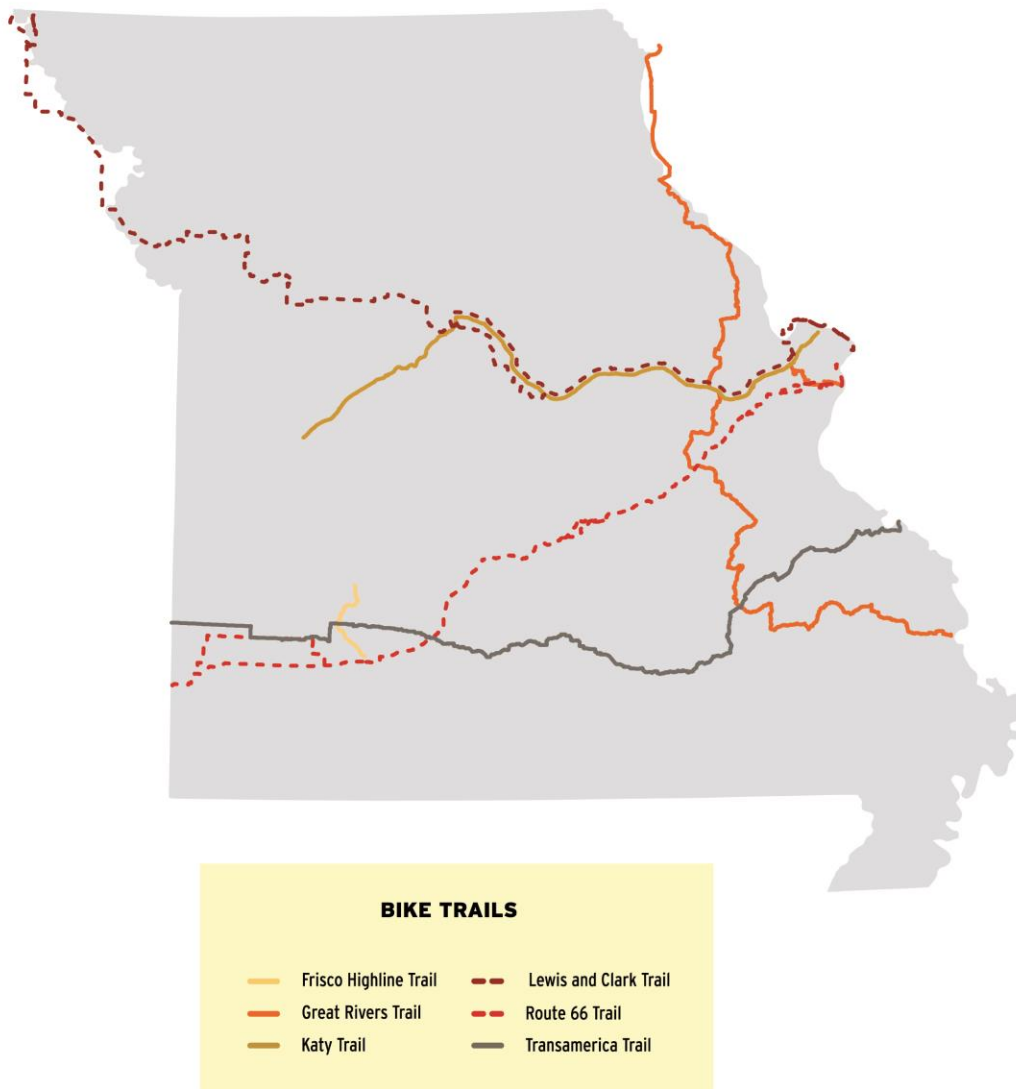 BIKE TRAILS
Frisco Highline Trail
Great Rivers Trail
Katy Trail
Lewis and Clark Trail
Route 66 Trail
Transamerica Trail